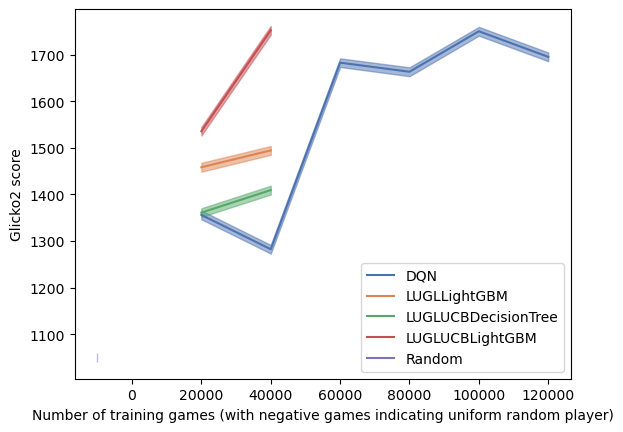 Glicko2 score
1700
1600
1500
1400
1300
1200
1100
DQN
LUGLLightGBM
LUGLUCBDecisionTree
LUGLUCBLightGBM
Random
0 20000 40000 60000 80000 100000 120000
Number of training games (with negative games indicating uniform random player)